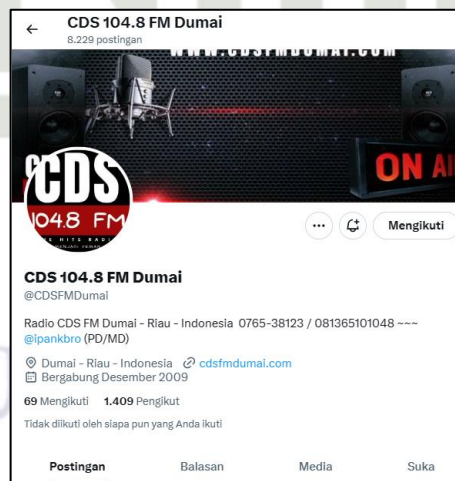 CDS 104.8 FM Dumai
8.229 postingan
WWW.CDSFMDUMAI.COM
CDS
104.8 FM
ON AI
Mengikuti
CDS 104.8 FM Dumai
@CDSFMDumai
Radio CDS FM Dumai - Riau - Indonesia 0765-38123 / 081365101048 ~~~
@ipankbro (PD/MD)
Dumai - Riau - Indonesia cdsfmdumai.com
Bergabung Desember 2009
69 Mengikuti 1.409 Pengikut
Tidak diikuti oleh siapa pun yang Anda ikuti
Postingan Balasan Media Suka